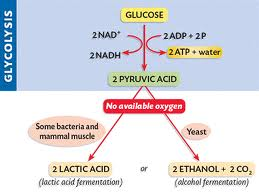 GLYCOLYSIS
GLUCOSE
2 NAD⁺
2 ADP + 2P
2 NADH
2 ATP + water
2 PYRUVIC ACID
No available oxygen
Some bacteria and
mammal muscle
Yeast
2 LACTIC ACID
or
2 ETHANOL + 2 CO₂
(lactic acid fermentation)
(alcohol fermentation)